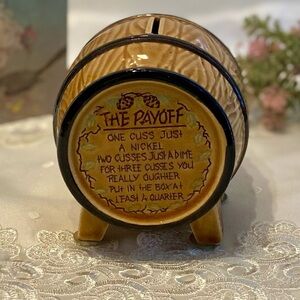 THE PAYOFF
ONE CUSS JUST
A NICKEL
TWO CUSSES JUST A DIME
FOR THREE CUSSES YOU
REALLY OUGHTER
PUT IN THE BOX AT
LEAST A QUARTER